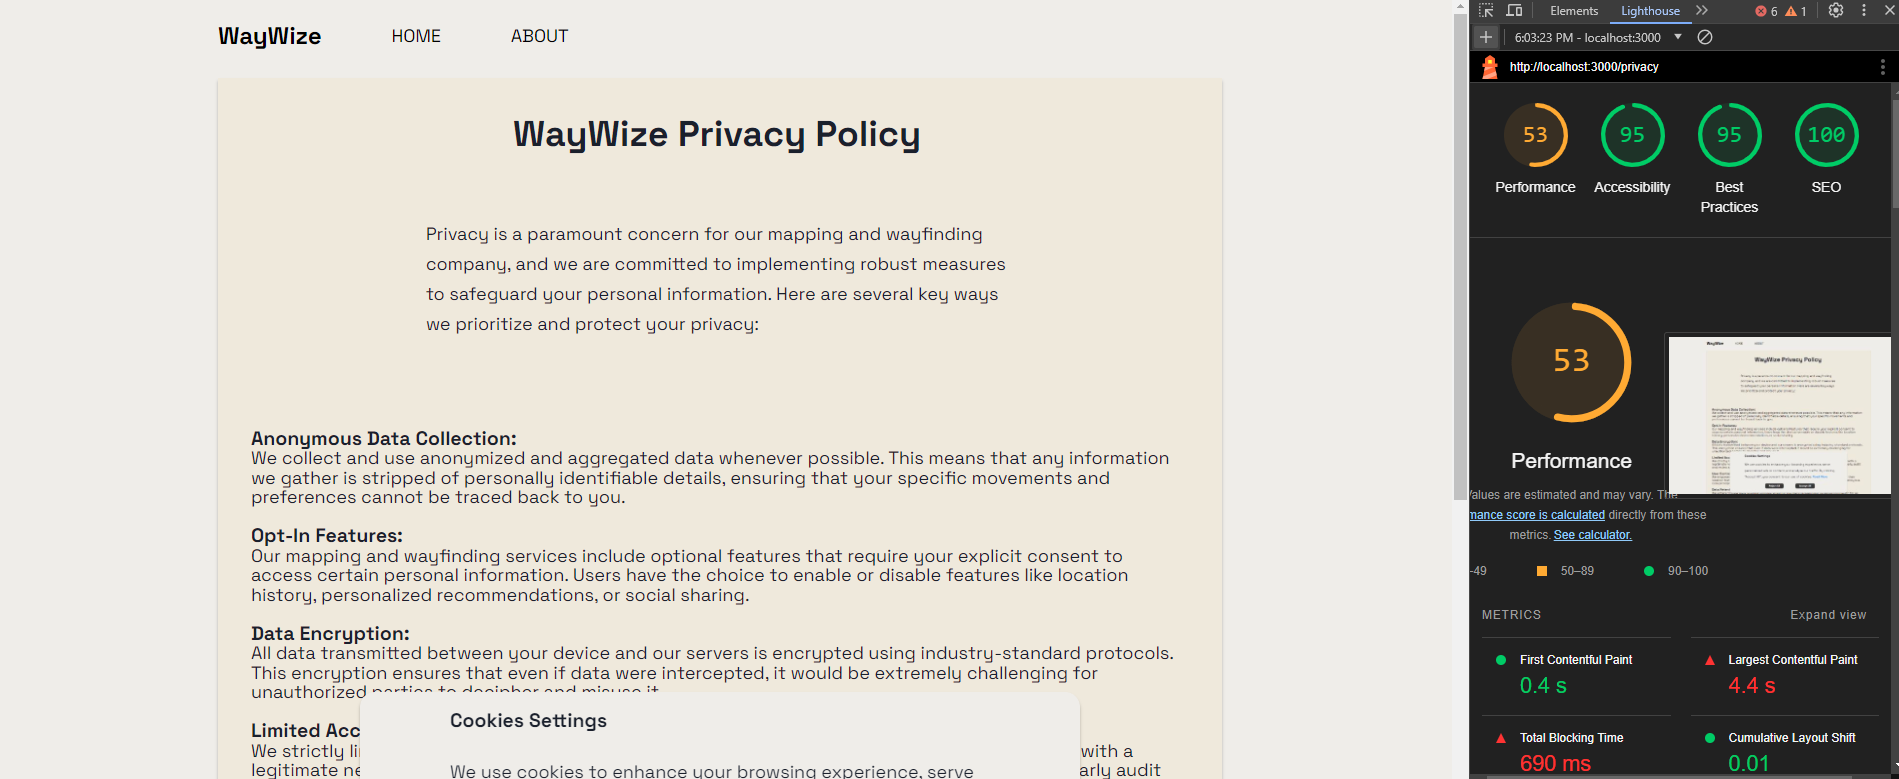 WayWize HOME ABOUT
WayWize Privacy Policy
Privacy is a paramount concern for our mapping and wayfinding
company, and we are committed to implementing robust measures
to safeguard your personal information. Here are several key ways
we prioritize and protect your privacy:
Anonymous Data Collection:
We collect and use anonymized and aggregated data whenever possible. This means that any information
we gather is stripped of personally identifiable details, ensuring that your specific movements and
preferences cannot be traced back to you.
Opt-In Features:
Our mapping and wayfinding services include optional features that require your explicit consent to
access certain personal information. Users have the choice to enable or disable features like location
history, personalized recommendations, or social sharing.
Data Encryption:
All data transmitted between your device and our servers is encrypted using industry-standard protocols.
This encryption ensures that even if data were intercepted, it would be extremely challenging for
unauthorized parties to decipher and misuse it.
Limited Acc
We strictly li with a
legitimate ne arly audit
Cookies Settings
We use cookies to enhance your browsing experience, serve
Elements Lighthouse 6 1
6:03:23 PM - localhost:3000
http://localhost:3000/privacy
53 95 95 100
Performance Accessibility Best Practices SEO
53
Performance
WayWize Privacy Policy
Values are estimated and may vary. The
mance score is calculated directly from these
metrics. See calculator.
-49 50–89 90–100
METRICS Expand view
First Contentful Paint
0.4 s
Largest Contentful Paint
4.4 s
Total Blocking Time
690 ms
Cumulative Layout Shift
0.01